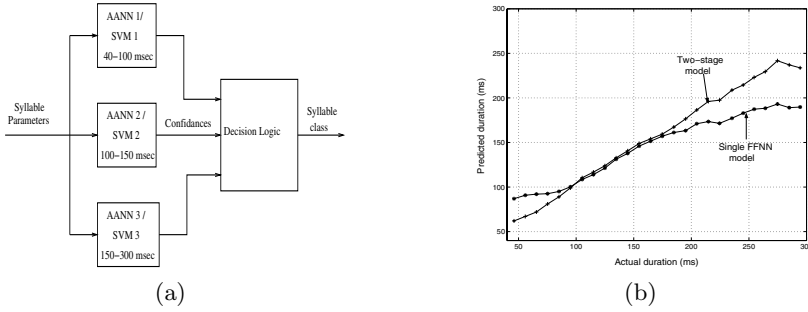 AANN 1/
SVM 1
40−100 msec
Syllable
Parameters
AANN 2 /
SVM 2
100−150 msec
Confidances
Decision Logic
Syllable
class
AANN 3 /
SVM 3
150−300 msec
(a)
300
250
200
150
100
50
50
100
150
200
250
30
Predicted duration (ms)
Actual duration (ms)
Two−stage
model
Single FFNN
model
(b)